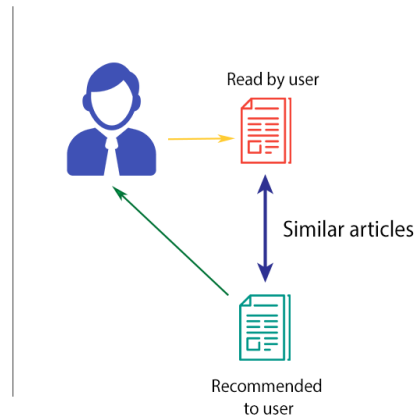 Read by user
Similar articles
Recommended
to user